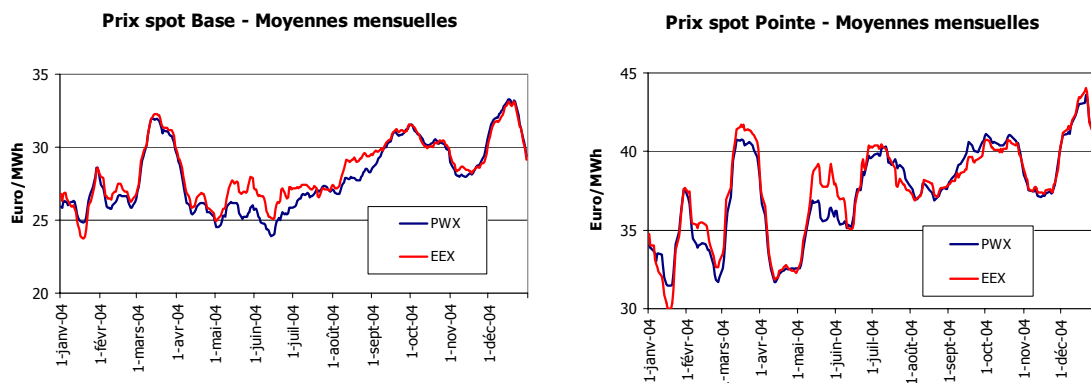 Prix spot Base - Moyennes mensuelles
35
30
25
20
Euro/MWh
PWX
EEX
1-janv-04
1-févr-04
1-mars-04
1-avr-04
1-mai-04
1-juin-04
1-juil-04
1-août-04
1-sept-04
1-oct-04
1-nov-04
1-déc-04
Prix spot Pointe - Moyennes mensuelles
45
40
35
30
Euro/MWh
PWX
EEX
1-janv-04
1-févr-04
1-mars-04
1-avr-04
1-mai-04
1-juin-04
1-juil-04
1-août-04
1-sept-04
1-oct-04
1-nov-04
1-déc-04